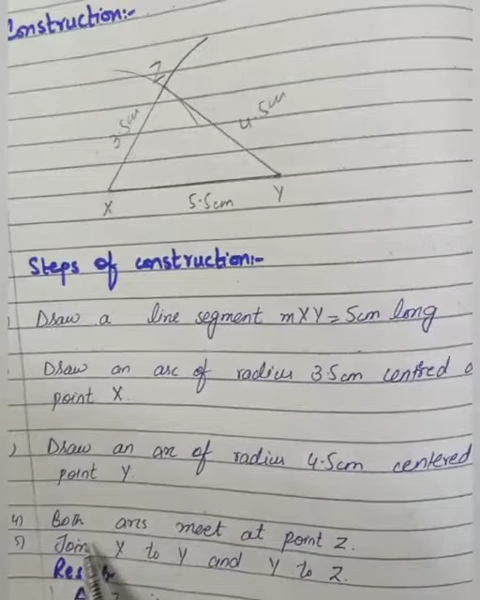 Construction:-
Z
3.5cm
4.5cm
X
5.5cm
Y
Steps of construction:-
) Draw a line segment mXY = 5cm long
Draw an arc of radius 3.5cm centred
point X.
) Draw an arc of radius 4.5cm centered
point Y
4) Both arcs meet at point Z.
5) Join X to Y and Y to Z.